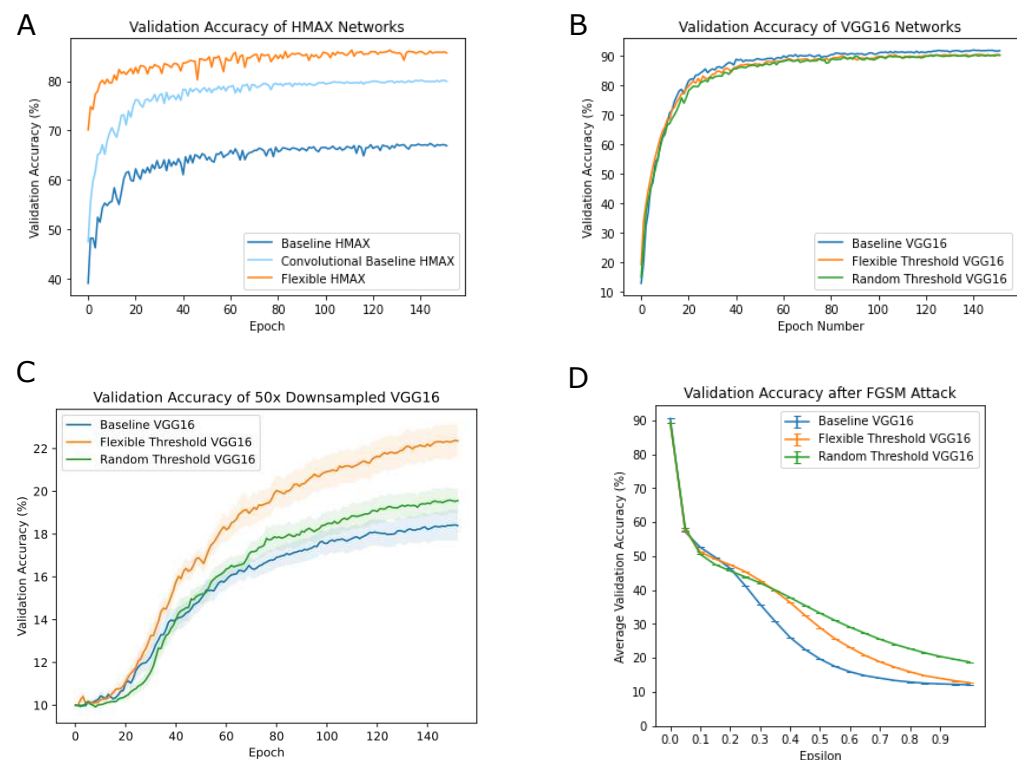 A
Validation Accuracy of HMAX Networks
Validation Accuracy (%)
80
70
60
50
40
0 20 40 60 80 100 120 140
Epoch
Baseline HMAX
Convolutional Baseline HMAX
Flexible HMAX
B
Validation Accuracy of VGG16 Networks
Validation Accuracy (%)
90
80
70
60
50
40
30
20
10
0 20 40 60 80 100 120 140
Epoch Number
Baseline VGG16
Flexible Threshold VGG16
Random Threshold VGG16
C
Validation Accuracy of 50x Downsampled VGG16
Validation Accuracy (%)
Baseline VGG16
Flexible Threshold VGG16
Random Threshold VGG16
22
20
18
16
14
12
10
0 20 40 60 80 100 120 140
Epoch
D
Validation Accuracy after FGSM Attack
Average Validation Accuracy (%)
Baseline VGG16
Flexible Threshold VGG16
Random Threshold VGG16
90
80
70
60
50
40
30
20
10
0
0.0 0.1 0.2 0.3 0.4 0.5 0.6 0.7 0.8 0.9
Epsilon